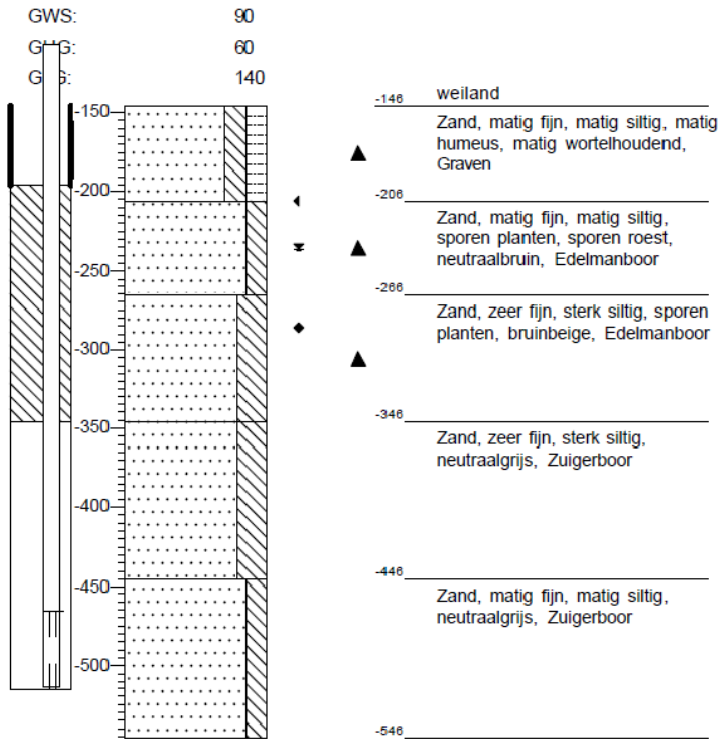 GWS: 90
GHG: 60
GLG: 140
-146 weiland
-150
Zand, matig fijn, matig siltig, matig
humeus, matig wortelhoudend,
Graven
-200
-206
Zand, matig fijn, matig siltig,
sporen planten, sporen roest,
neutraalbruin, Edelmanboor
-250
-266
Zand, zeer fijn, sterk siltig, sporen
planten, bruinbeige, Edelmanboor
-300
-346
-350
Zand, zeer fijn, sterk siltig,
neutraalgrijs, Zuigerboor
-400
-446
-450
Zand, matig fijn, matig siltig,
neutraalgrijs, Zuigerboor
-500
-546